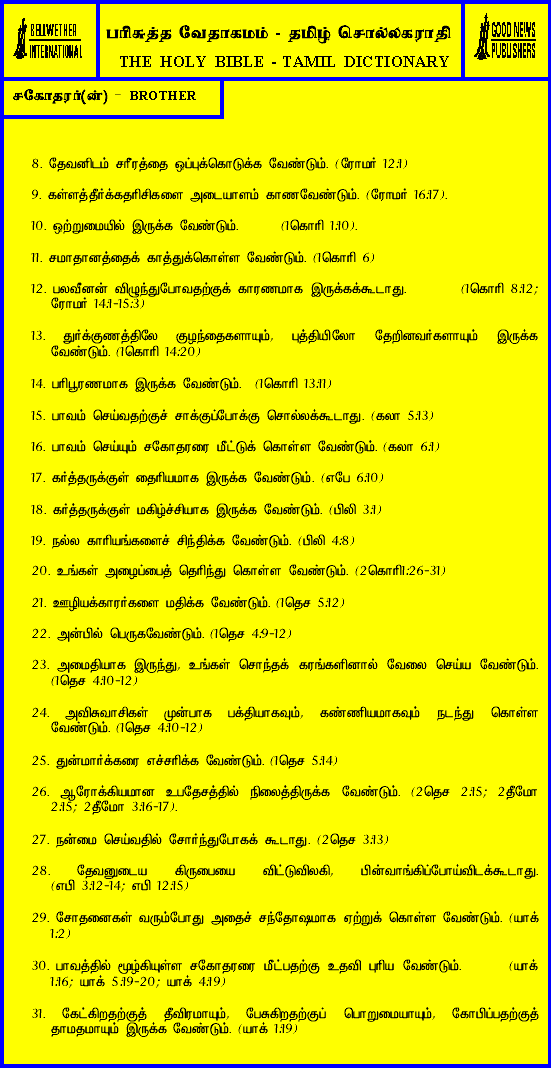 BELLWETHER
INTERNATIONAL
பரிசுத்த வேதாகமம் - தமிழ் சொல்லகராதி
THE HOLY BIBLE - TAMIL DICTIONARY
GOOD NEWS
PUBLISHERS
சகோதரர்(ன்) - BROTHER
8. தேவனிடம் சரீரத்தை ஒப்புக்கொடுக்க வேண்டும். (ரோமர் 12:1)
9. கள்ளத்தீர்க்கதரிசிகளை அடையாளம் காணவேண்டும். (ரோமர் 16:17).
10. ஒற்றுமையில் இருக்க வேண்டும். (1கொரி 1:10).
11. சமாதானத்தைக் காத்துக்கொள்ள வேண்டும். (1கொரி 6)
12. பலவீனன் விழுந்துபோவதற்குக் காரணமாக இருக்கக்கூடாது. (1கொரி 8:12;
ரோமர் 14:1-15:3)
13. துர்க்குணத்திலே குழந்தைகளாயும், புத்தியிலோ தேறினவர்களாயும் இருக்க
வேண்டும். (1கொரி 14:20)
14. பரிபூரணமாக இருக்க வேண்டும். (1கொரி 13:11)
15. பாவம் செய்வதற்குச் சாக்குப்போக்கு சொல்லக்கூடாது. (கலா 5:13)
16. பாவம் செய்யும் சகோதரரை மீட்டுக் கொள்ள வேண்டும். (கலா 6:1)
17. கர்த்தருக்குள் தைரியமாக இருக்க வேண்டும். (எபே 6:10)
18. கர்த்தருக்குள் மகிழ்ச்சியாக இருக்க வேண்டும். (பிலி 3:1)
19. நல்ல காரியங்களைச் சிந்திக்க வேண்டும். (பிலி 4:8)
20. உங்கள் அழைப்பைத் தெரிந்து கொள்ள வேண்டும். (2கொரி1:26-31)
21. ஊழியக்காரர்களை மதிக்க வேண்டும். (1தெச 5:12)
22. அன்பில் பெருகவேண்டும். (1தெச 4:9-12)
23. அமைதியாக இருந்து, உங்கள் சொந்தக் கரங்களினால் வேலை செய்ய வேண்டும்.
(1தெச 4:10-12)
24. அவிசுவாசிகள் முன்பாக பக்தியாகவும், கண்ணியமாகவும் நடந்து கொள்ள
வேண்டும். (1தெச 4:10-12)
25. துன்மார்க்கரை எச்சரிக்க வேண்டும். (1தெச 5:14)
26. ஆரோக்கியமான உபதேசத்தில் நிலைத்திருக்க வேண்டும். (2தெச 2:15; 2தீமோ
2:15; 2தீமோ 3:16-17).
27. நன்மை செய்வதில் சோர்ந்துபோகக் கூடாது. (2தெச 3:13)
28. தேவனுடைய கிருபையை விட்டுவிலகி, பின்வாங்கிப்போய்விடக்கூடாது.
(எபி 3:12-14; எபி 12:15)
29. சோதனைகள் வரும்போது அதைச் சந்தோஷமாக ஏற்றுக் கொள்ள வேண்டும். (யாக்
1:2)
30. பாவத்தில் மூழ்கியுள்ள சகோதரரை மீட்பதற்கு உதவி புரிய வேண்டும். (யாக்
1:16; யாக் 5:19-20; யாக் 4:19)
31. கேட்கிறதற்குத் தீவிரமாயும், பேசுகிறதற்குப் பொறுமையாயும், கோபிப்பதற்குத்
தாமதமாயும் இருக்க வேண்டும். (யாக் 1:19)